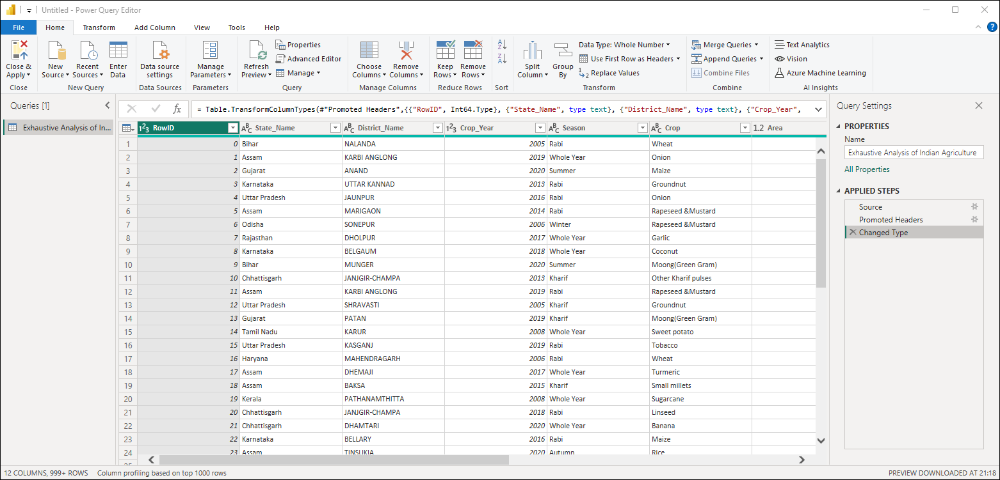 Untitled - Power Query Editor
File Home Transform Add Column View Tools Help
Close & Apply
New Source
Recent Sources
Enter Data
Data source settings
Manage Parameters
Refresh Preview
Properties
Advanced Editor
Manage
Choose Columns
Remove Columns
Keep Rows
Remove Rows
Split Column
Group By
Data Type: Whole Number
Use First Row as Headers
Replace Values
Merge Queries
Append Queries
Combine Files
Text Analytics
Vision
Azure Machine Learning
Close New Query Data Sources Parameters Query Manage Columns Reduce Rows Sort Transform Combine AI Insights
Queries [1]
Exhaustive Analysis of In...
fx = Table.TransformColumnTypes(#"Promoted Headers",{{"RowID", Int64.Type}, {"State_Name", type text}, {"District_Name", type text}, {"Crop_Year",
RowID State_Name District_Name Crop_Year Season Crop 1.2 Area
1 0 Bihar NALANDA 2005 Rabi Wheat
2 1 Assam KARBI ANGLONG 2019 Whole Year Onion
3 2 Gujarat ANAND 2020 Summer Maize
4 3 Karnataka UTTAR KANNAD 2013 Rabi Groundnut
5 4 Uttar Pradesh JAUNPUR 2016 Rabi Onion
6 5 Assam MARIGAON 2014 Rabi Rapeseed &Mustard
7 6 Odisha SONEPUR 2006 Winter Rapeseed &Mustard
8 7 Rajasthan DHOLPUR 2017 Whole Year Garlic
9 8 Karnataka BELGAUM 2018 Whole Year Coconut
10 9 Bihar MUNGER 2020 Summer Moong(Green Gram)
11 10 Chhattisgarh JANJGIR-CHAMPA 2013 Kharif Other Kharif pulses
12 11 Assam KARBI ANGLONG 2019 Rabi Rapeseed &Mustard
13 12 Uttar Pradesh SHRAVASTI 2005 Kharif Groundnut
14 13 Gujarat PATAN 2019 Kharif Moong(Green Gram)
15 14 Tamil Nadu KARUR 2008 Whole Year Sweet potato
16 15 Uttar Pradesh KASGANJ 2019 Rabi Tobacco
17 16 Haryana MAHENDRAGARH 2006 Rabi Wheat
18 17 Assam DHEMAJI 2017 Whole Year Turmeric
19 18 Assam BAKSA 2015 Kharif Small millets
20 19 Kerala PATHANAMTHITTA 2008 Whole Year Sugarcane
21 20 Chhattisgarh JANJGIR-CHAMPA 2018 Rabi Linseed
22 21 Chhattisgarh DHAMTARI 2020 Whole Year Banana
23 22 Karnataka BELLARY 2016 Rabi Maize
24 23 Assam TINSUKIA 2020 Autumn Rice
25
Query Settings
PROPERTIES
Name
Exhaustive Analysis of Indian Agriculture
All Properties
APPLIED STEPS
Source
Promoted Headers
Changed Type
12 COLUMNS, 999+ ROWS Column profiling based on top 1000 rows
PREVIEW DOWNLOADED AT 21:18